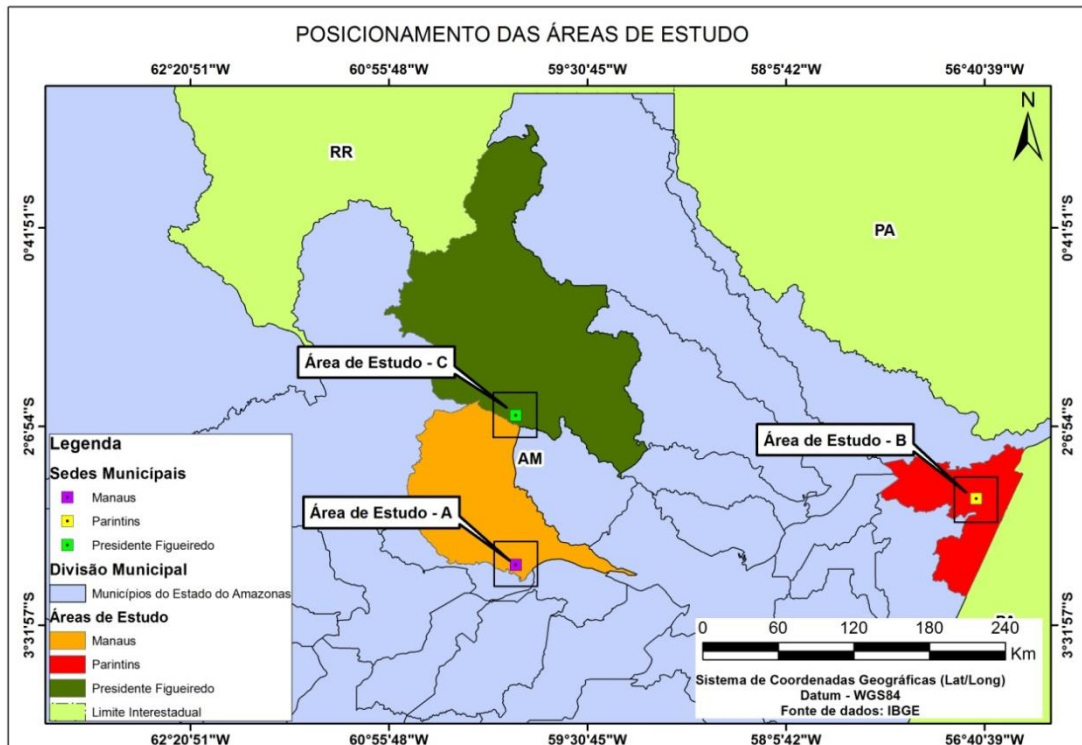 POSICIONAMENTO DAS ÁREAS DE ESTUDO
62°20'51"W 60°55'48"W 59°30'45"W 58°5'42"W 56°40'39"W
N
RR
PA
0°41'51"S 0°41'51"S
Área de Estudo - C
2°6'54"S 2°6'54"S
Área de Estudo - B
AM
Área de Estudo - A
3°31'57"S 3°31'57"S
Legenda
Sedes Municipais
Manaus
Parintins
Presidente Figueiredo
Divisão Municipal
Municípios do Estado do Amazonas
Áreas de Estudo
Manaus
Parintins
Presidente Figueiredo
Limite Interestadual
0 60 120 180 240
Km
Sistema de Coordenadas Geográficas (Lat/Long)
Datum - WGS84
Fonte de dados: IBGE
62°20'51"W 60°55'48"W 59°30'45"W 58°5'42"W 56°40'39"W